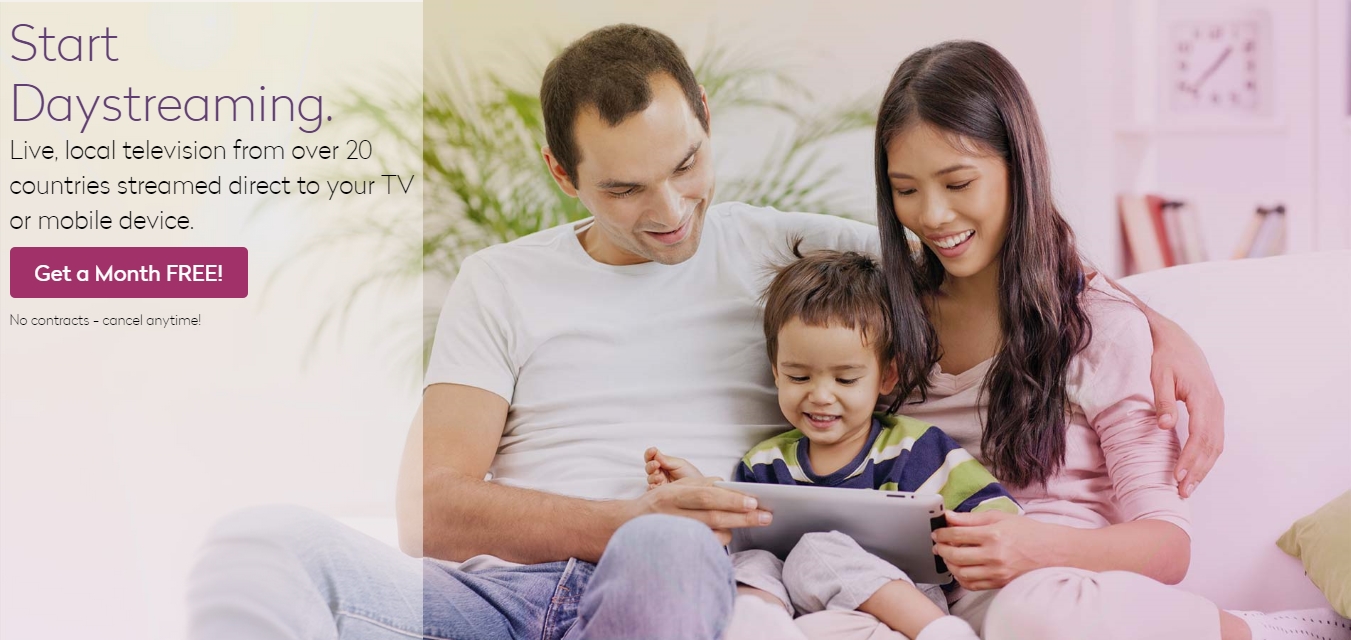 Start
Daystreaming.
Live, local television from over 20
countries streamed direct to your TV
or mobile device.
Get a Month FREE!
No contracts - cancel anytime!